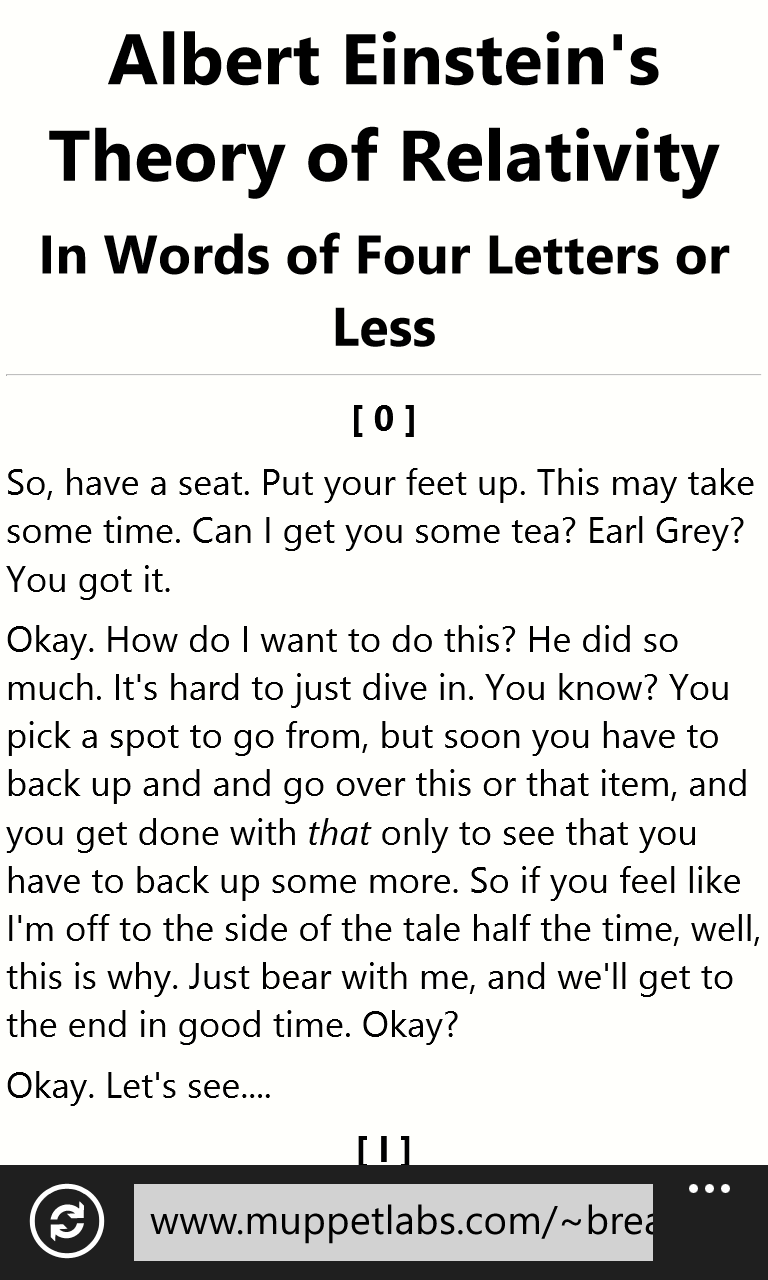 Albert Einstein's
Theory of Relativity
In Words of Four Letters or
Less
[ 0 ]
So, have a seat. Put your feet up. This may take
some time. Can I get you some tea? Earl Grey?
You got it.
Okay. How do I want to do this? He did so
much. It's hard to just dive in. You know? You
pick a spot to go from, but soon you have to
back up and and go over this or that item, and
you get done with that only to see that you
have to back up some more. So if you feel like
I'm off to the side of the tale half the time, well,
this is why. Just bear with me, and we'll get to
the end in good time. Okay?
Okay. Let's see....
[ I ]
www.muppetlabs.com/~brea